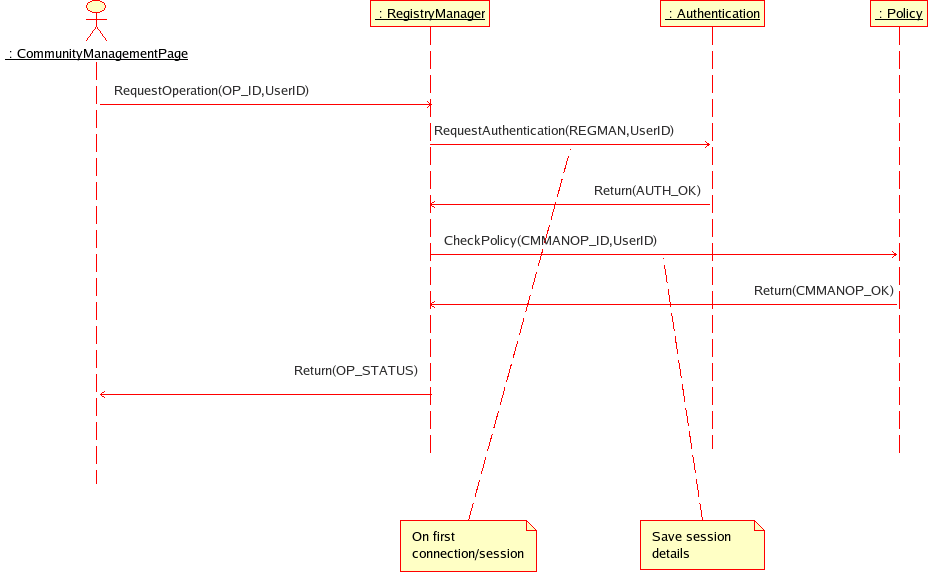 : RegistryManager
: Authentication
: Policy
: CommunityManagementPage
RequestOperation(OP_ID,UserID)
RequestAuthentication(REGMAN,UserID)
Return(AUTH_OK)
CheckPolicy(CMMANOP_ID,UserID)
Return(CMMANOP_OK)
Return(OP_STATUS)
On first
connection/session
Save session
details